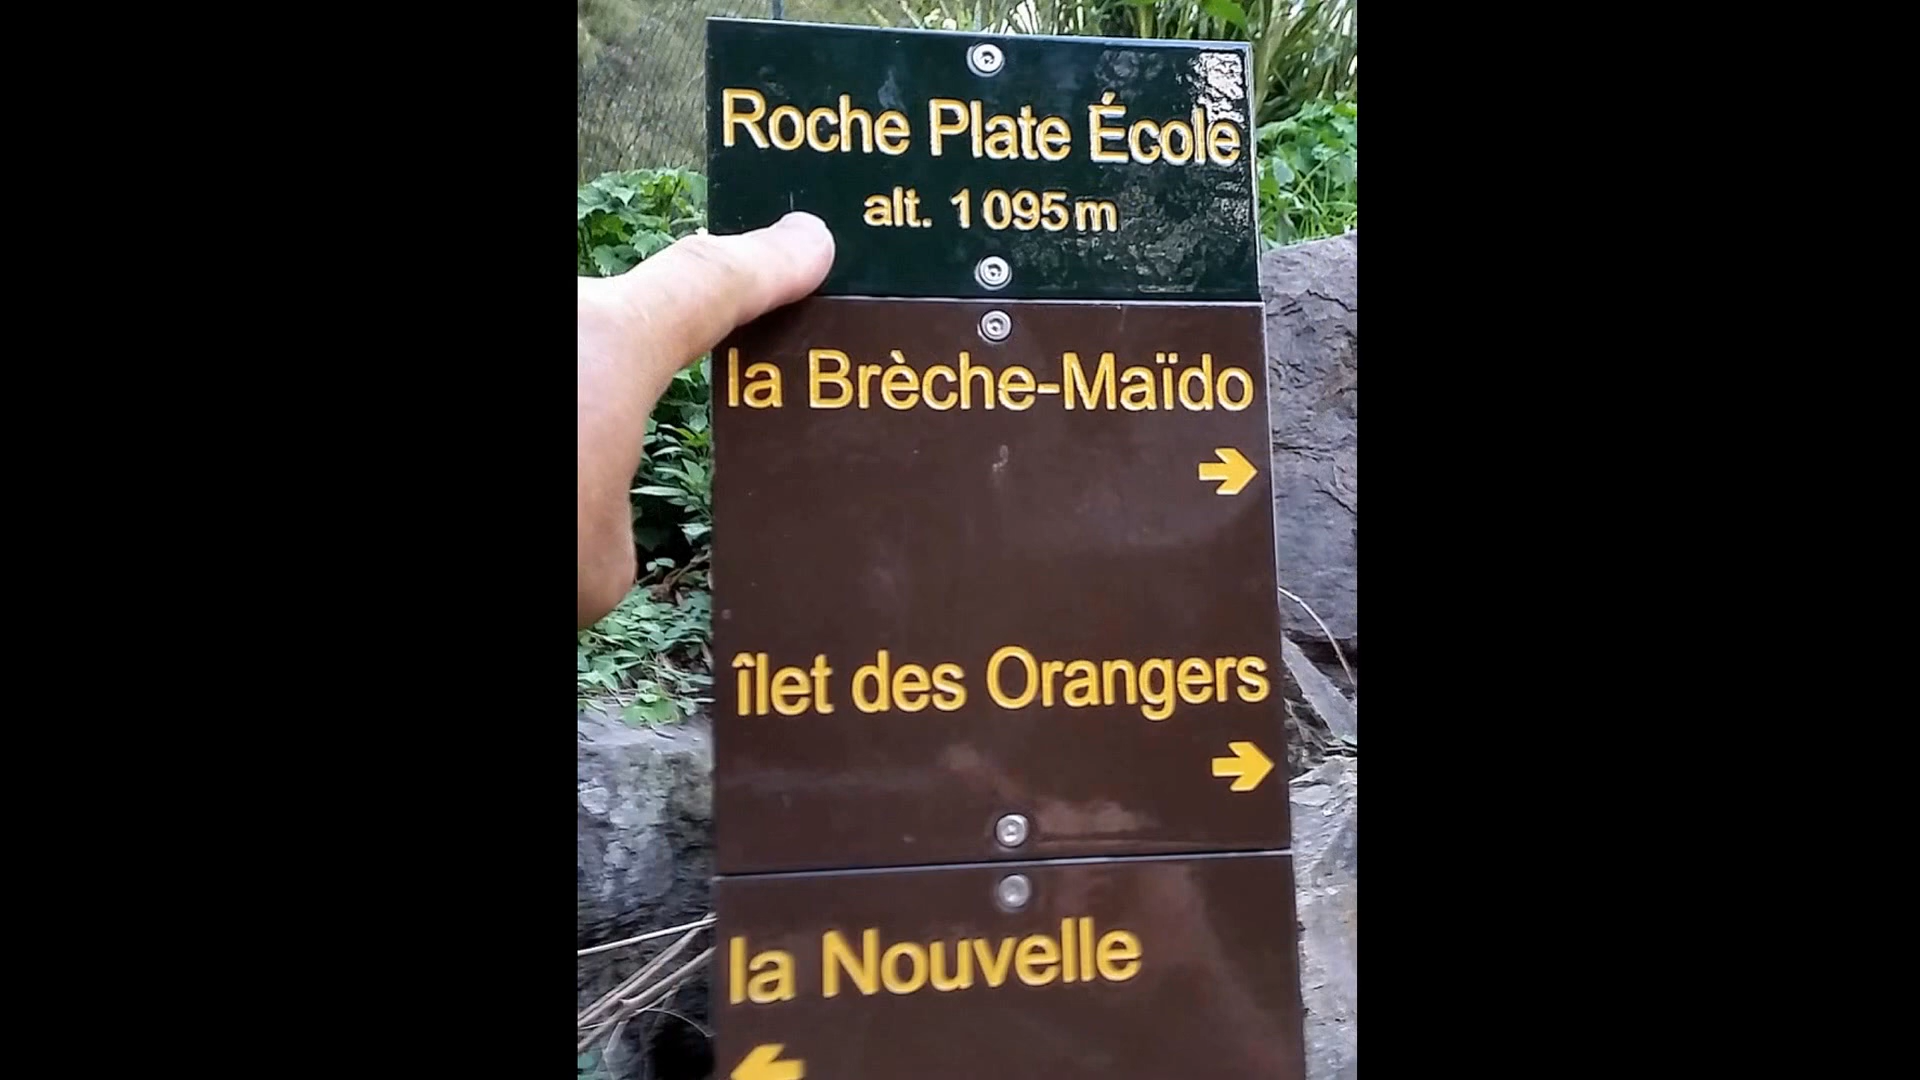 Roche Plate École
alt. 1 095 m
la Brèche-Maïdo
îlet des Orangers
la Nouvelle